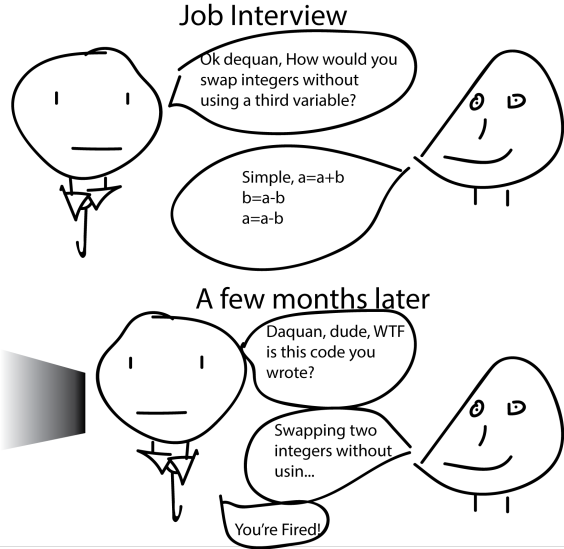 Job Interview
Ok dequan, How would you
swap integers without
using a third variable?
Simple, a=a+b
b=a-b
a=a-b
A few months later
Daquan, dude, WTF
is this code you
wrote?
Swapping two
integers without
usin...
You're Fired!